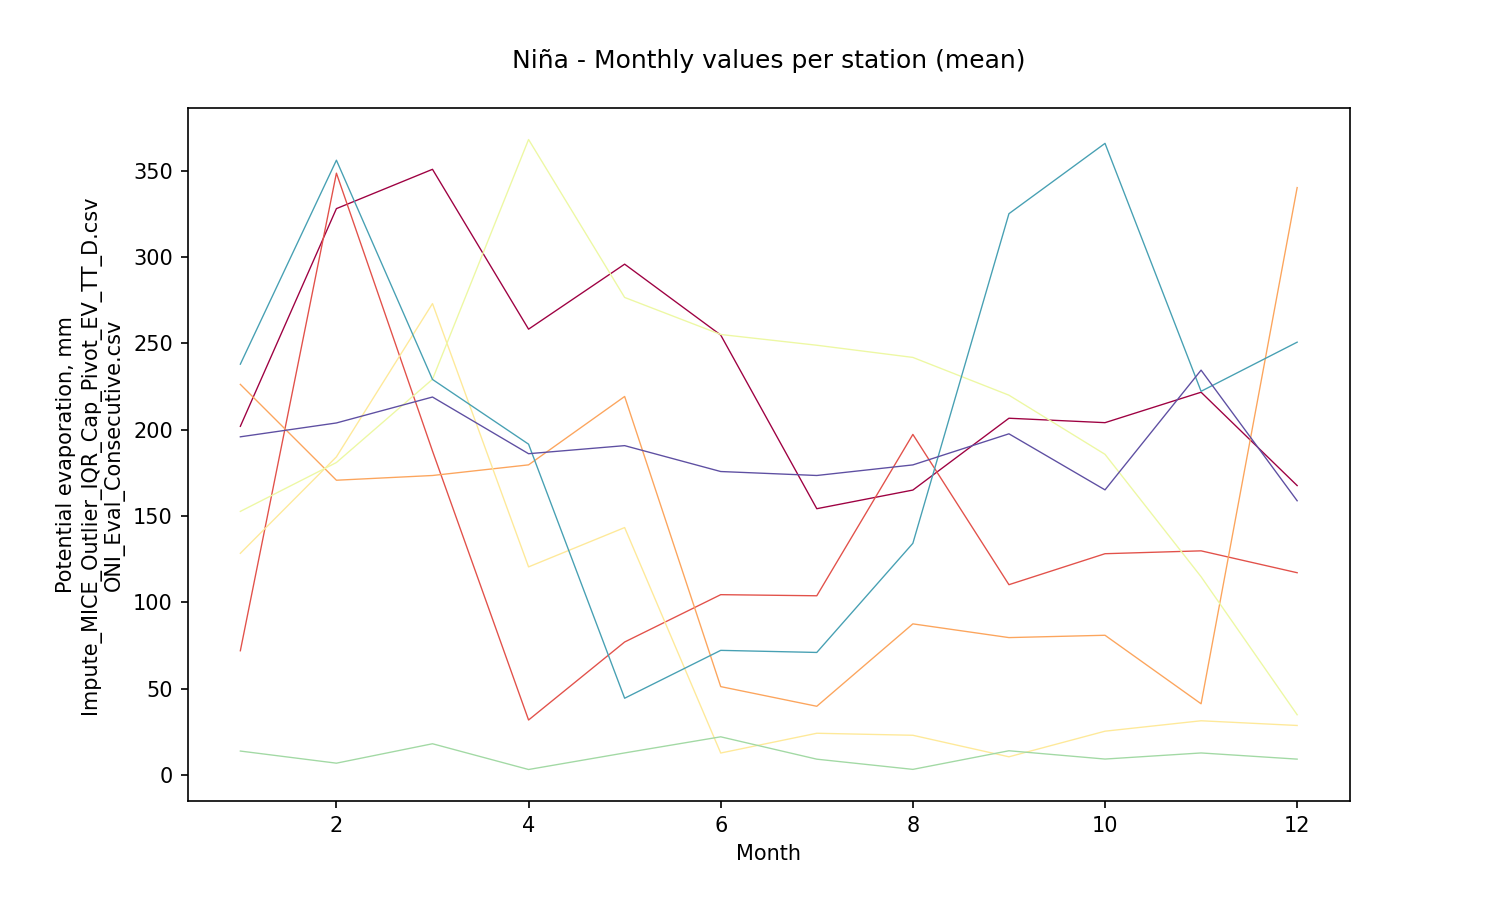 Niña - Monthly values per station (mean)
Potential evaporation, mm
Impute_MICE_Outlier_IQR_Cap_Pivot_EV_TT_D.csv
ONI_Eval_Consecutive.csv
350
300
250
200
150
100
50
0
2 4 6 8 10 12
Month